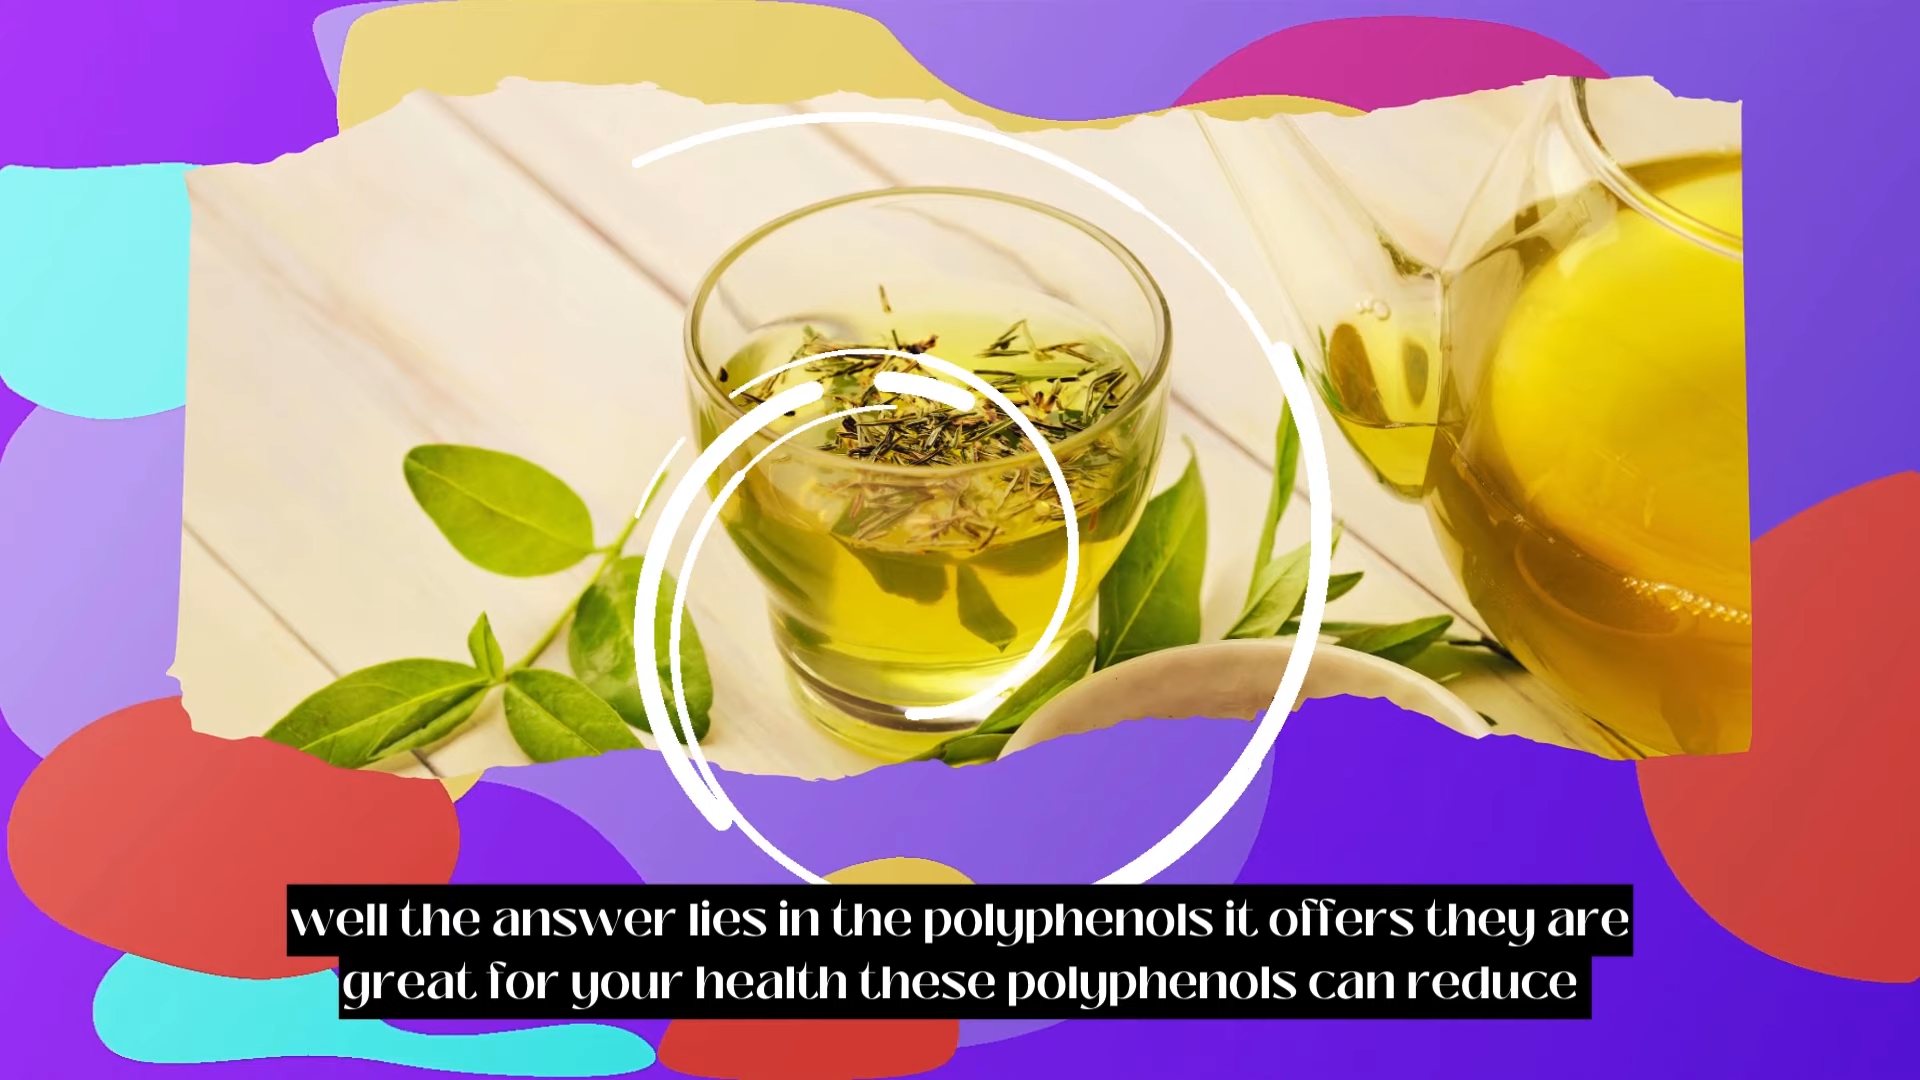 well the answer lies in the polyphenols it offers they are
great for your health these polyphenols can reduce